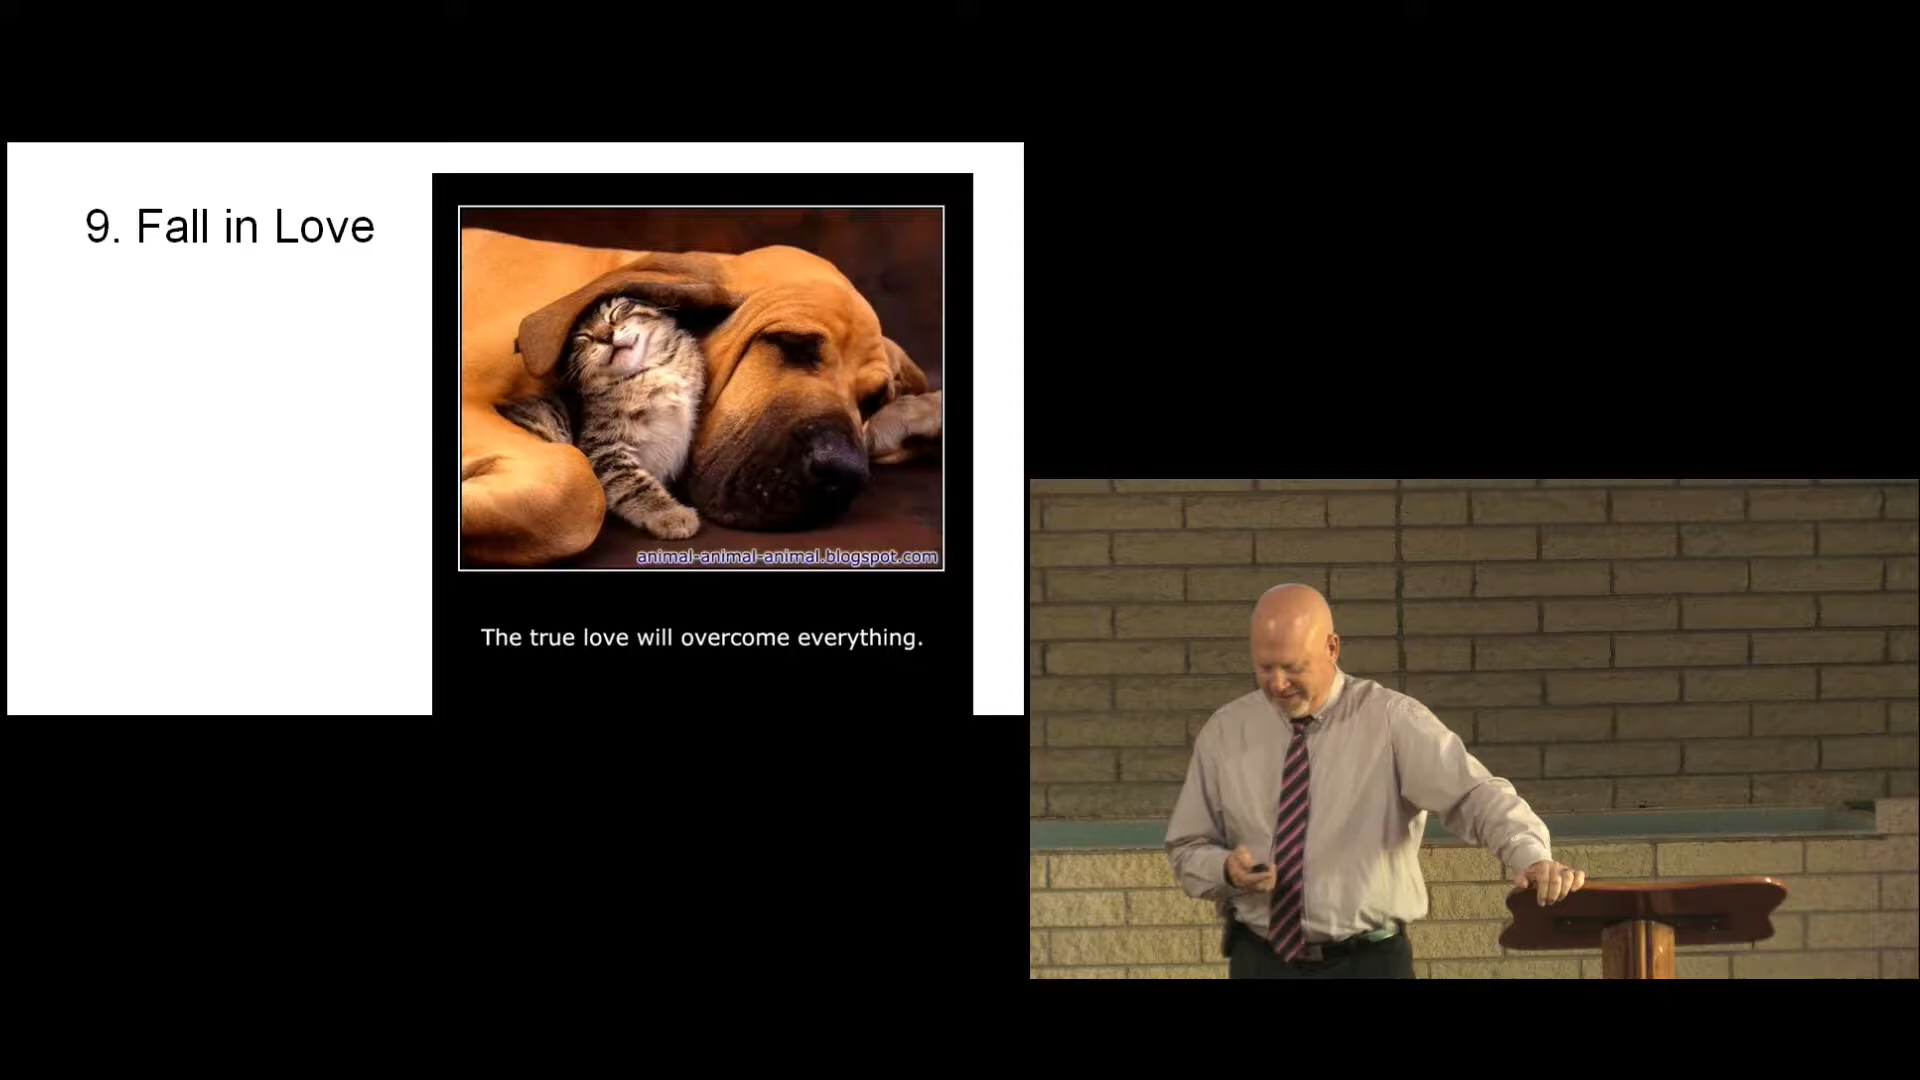 9. Fall in Love
animal-animal-animal.blogspot.com
The true love will overcome everything.